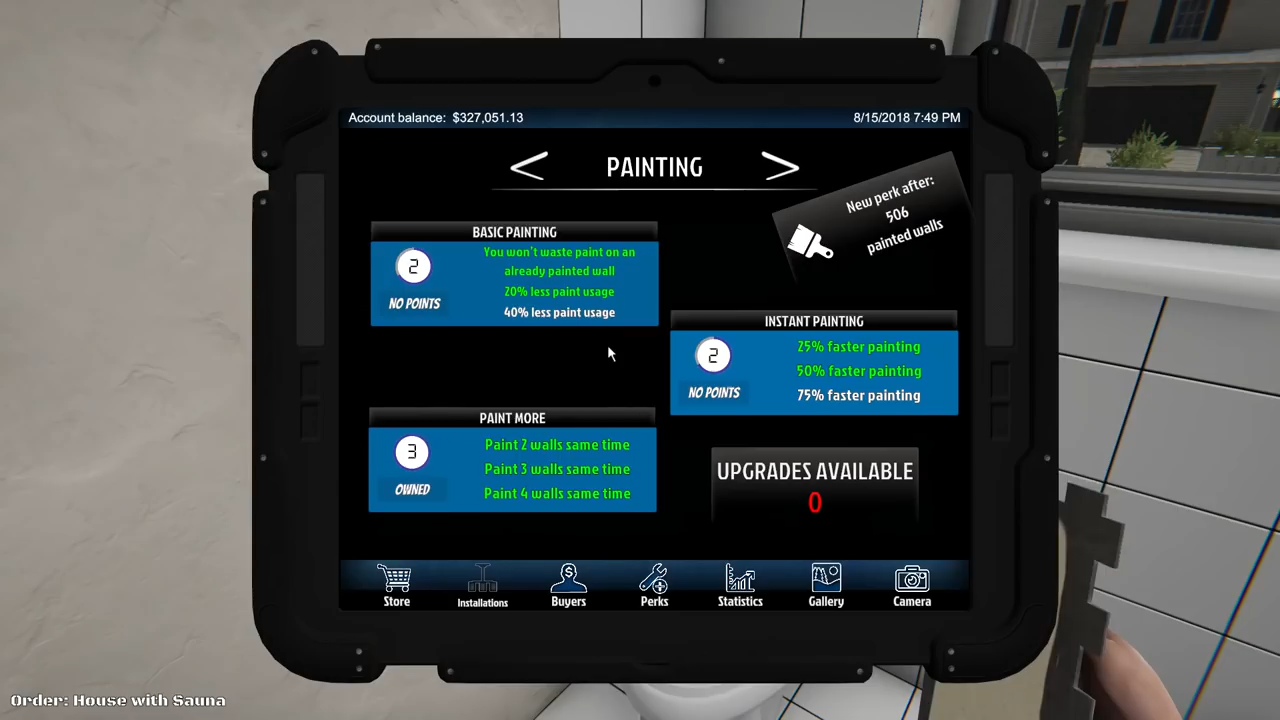 Account balance: $327,051.13
8/15/2018 7:49 PM
< PAINTING >
New perk after:
506
painted walls
BASIC PAINTING
2
NO POINTS
You won't waste paint on an
already painted wall
20% less paint usage
40% less paint usage
INSTANT PAINTING
2
NO POINTS
25% faster painting
50% faster painting
75% faster painting
PAINT MORE
3
OWNED
Paint 2 walls same time
Paint 3 walls same time
Paint 4 walls same time
UPGRADES AVAILABLE
0
Store
Installations
Buyers
Perks
Statistics
Gallery
Camera
Order: House with Sauna